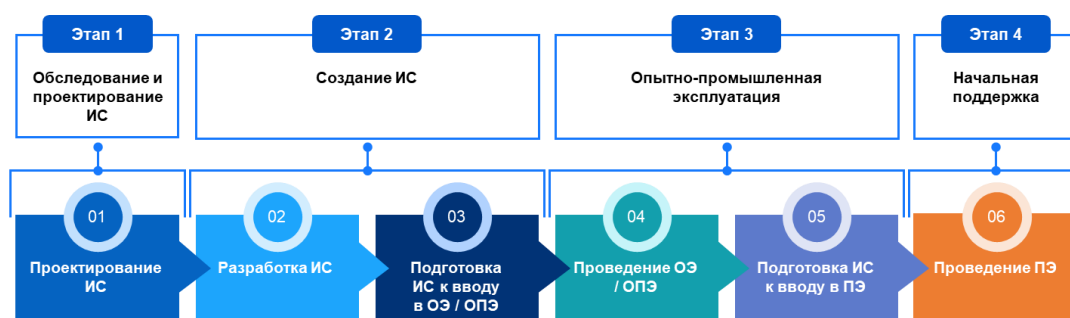 Этап 1
Этап 2
Этап 3
Этап 4
Обследование и
проектирование
ИС
Создание ИС
Опытно-промышленная
эксплуатация
Начальная
поддержка
01
02
03
04
05
06
Проектирование
ИС
Разработка ИС
Подготовка
ИС к вводу
в ОЭ / ОПЭ
Проведение ОЭ
/ ОПЭ
Подготовка ИС
к вводу в ПЭ
Проведение ПЭ